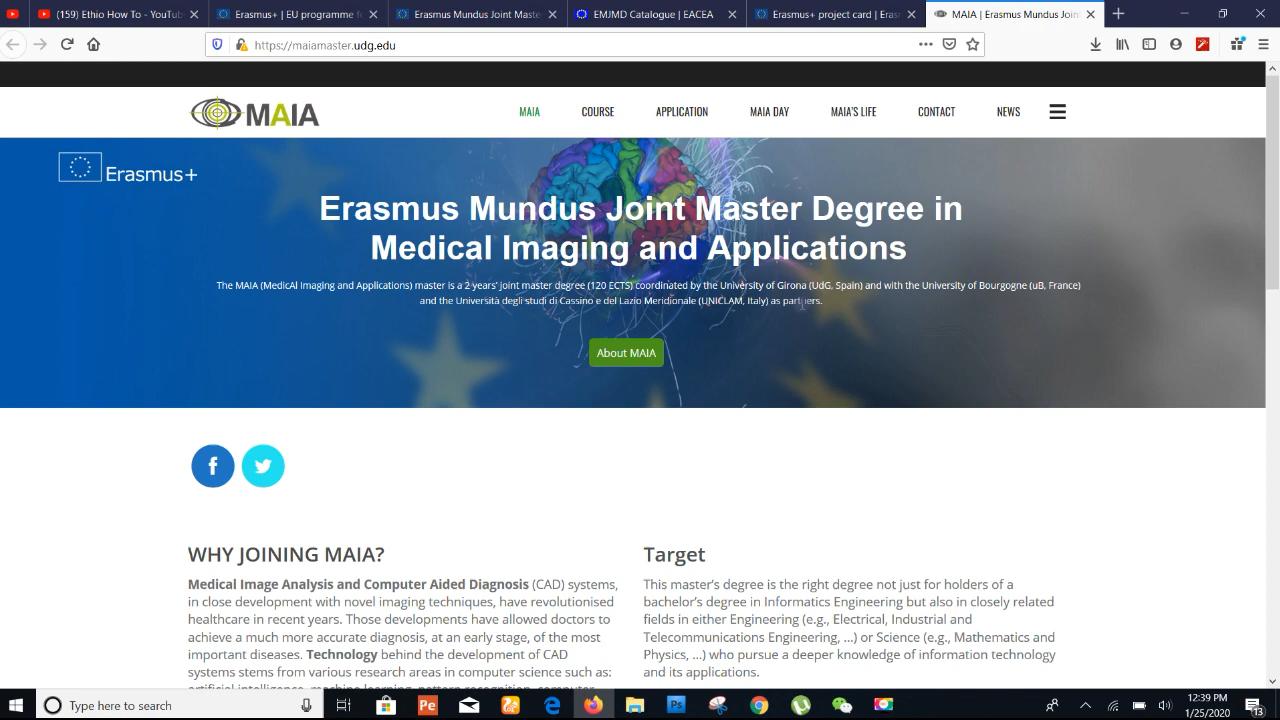 (159) Ethio How To - YouTub
Erasmus+ | EU programme f
Erasmus Mundus Joint Maste
EMJMD Catalogue | EACEA
Erasmus+ project card | Eras
MAIA | Erasmus Mundus Join
https://maiamaster.udg.edu
MAIA
MAIA
COURSE
APPLICATION
MAIA DAY
MAIA'S LIFE
CONTACT
NEWS
Erasmus+
Erasmus Mundus Joint Master Degree in
Medical Imaging and Applications
The MAIA (MedicAl Imaging and Applications) master is a 2 years' joint master degree (120 ECTS) coordinated by the University of Girona (UdG, Spain) and with the University of Bourgogne (uB, France)
and the Università degli studi di Cassino e del Lazio Meridionale (UNICLAM, Italy) as partners.
About MAIA
WHY JOINING MAIA?
Medical Image Analysis and Computer Aided Diagnosis (CAD) systems,
in close development with novel imaging techniques, have revolutionised
healthcare in recent years. Those developments have allowed doctors to
achieve a much more accurate diagnosis, at an early stage, of the most
important diseases. Technology behind the development of CAD
systems stems from various research areas in computer science such as:
artificial intelligence, machine learning, pattern recognition, computer
Target
This master's degree is the right degree not just for holders of a
bachelor's degree in Informatics Engineering but also in closely related
fields in either Engineering (e.g., Electrical, Industrial and
Telecommunications Engineering, ...) or Science (e.g., Mathematics and
Physics, ...) who pursue a deeper knowledge of information technology
and its applications.
Type here to search
12:39 PM
1/25/2020
13